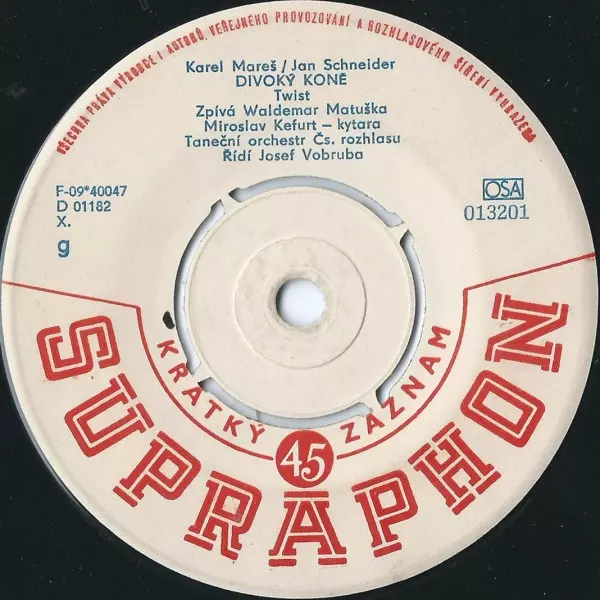 VŠECHNA PRÁVA VÝROBCE I AUTORŮ, VEŘEJNÉHO PROVOZOVÁNÍ A ROZHLASOVÉHO ŠÍŘENÍ VYHRAZENA
Karel Mareš / Jan Schneider
DIVOKÝ KONĚ
Twist
Zpívá Waldemar Matuška
Miroslav Kefurt – kytara
Taneční orchestr Čs. rozhlasu
Řídí Josef Vobruba
F-09*40047
D 01182
X.
g
OSA
013201
KRÁTKÝ 45 ZÁZNAM
SUPRAPHON